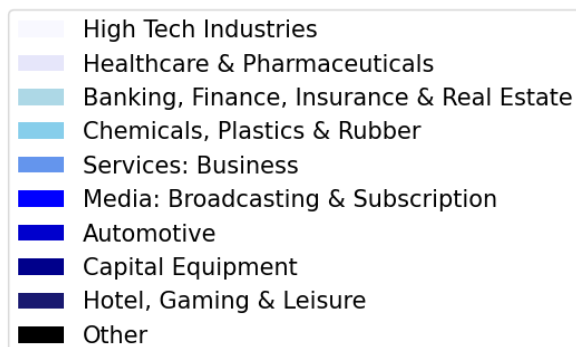 High Tech Industries
Healthcare & Pharmaceuticals
Banking, Finance, Insurance & Real Estate
Chemicals, Plastics & Rubber
Services: Business
Media: Broadcasting & Subscription
Automotive
Capital Equipment
Hotel, Gaming & Leisure
Other